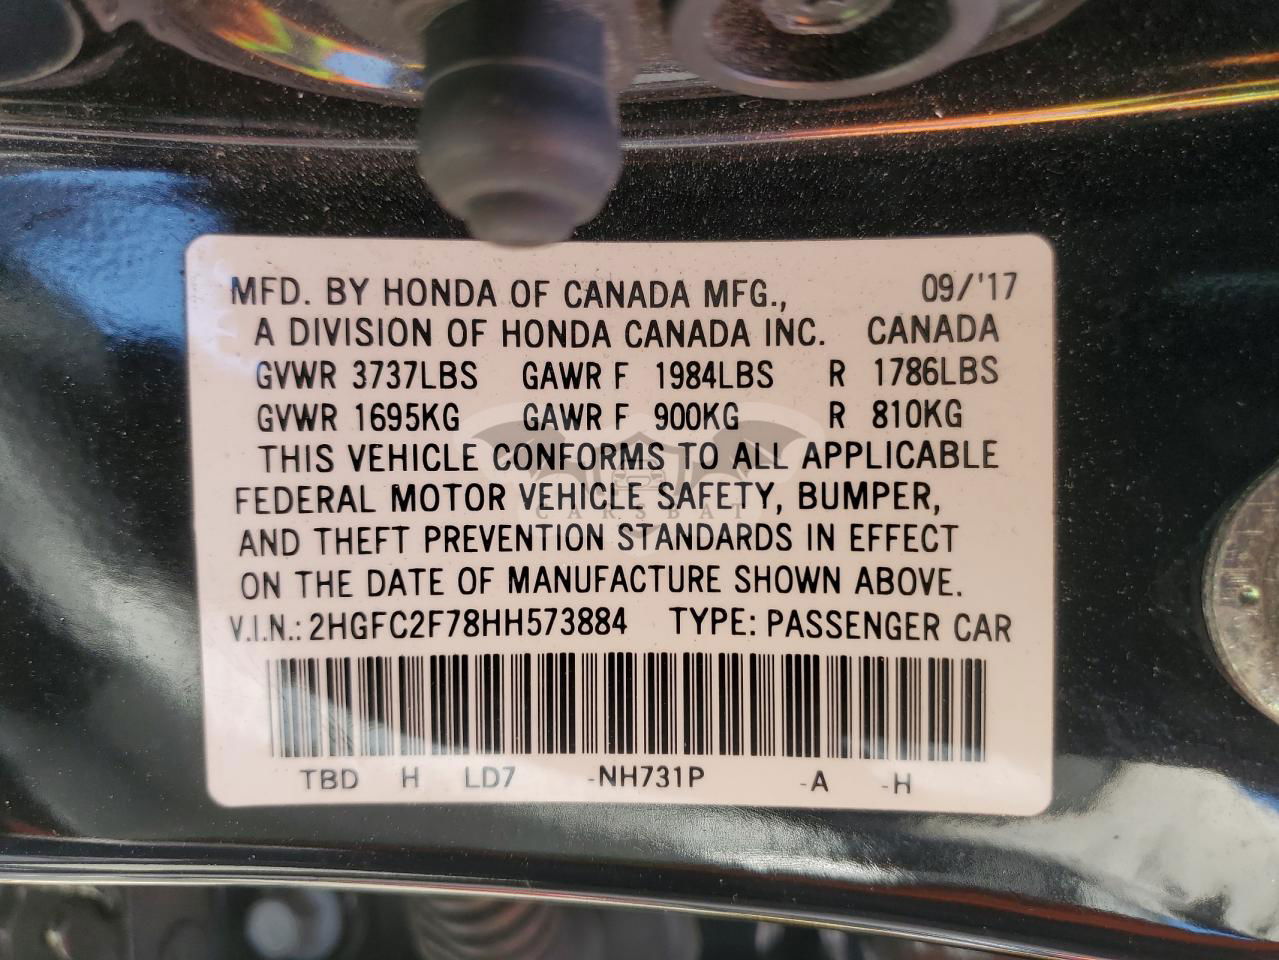 MFD. BY HONDA OF CANADA MFG., 09/'17
A DIVISION OF HONDA CANADA INC. CANADA
GVWR 3737LBS GAWR F 1984LBS R 1786LBS
GVWR 1695KG GAWR F 900KG R 810KG
THIS VEHICLE CONFORMS TO ALL APPLICABLE
FEDERAL MOTOR VEHICLE SAFETY, BUMPER,
CARSBAT
AND THEFT PREVENTION STANDARDS IN EFFECT
ON THE DATE OF MANUFACTURE SHOWN ABOVE.
V.I.N.: 2HGFC2F78HH573884 TYPE: PASSENGER CAR
TBD H LD7 -NH731P -A -H